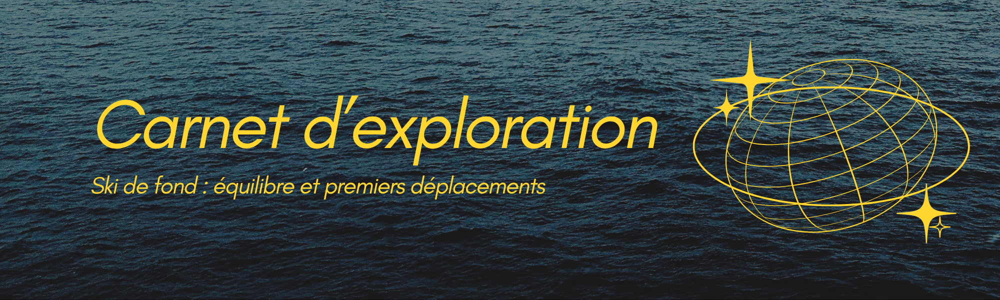 Carnet d'exploration
Ski de fond : équilibre et premiers déplacements